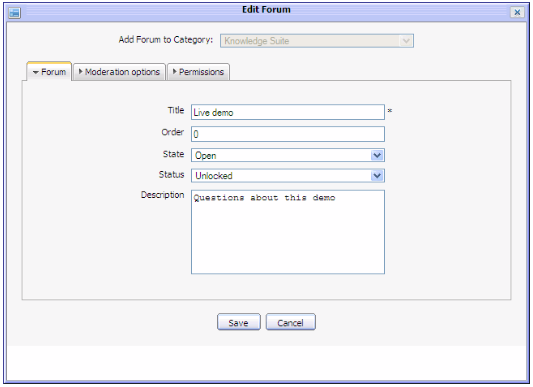 Edit Forum
Add Forum to Category: Knowledge Suite
Forum Moderation options Permissions
Title Live demo *
Order 0
State Open
Status Unlocked
Description Questions about this demo
Save Cancel